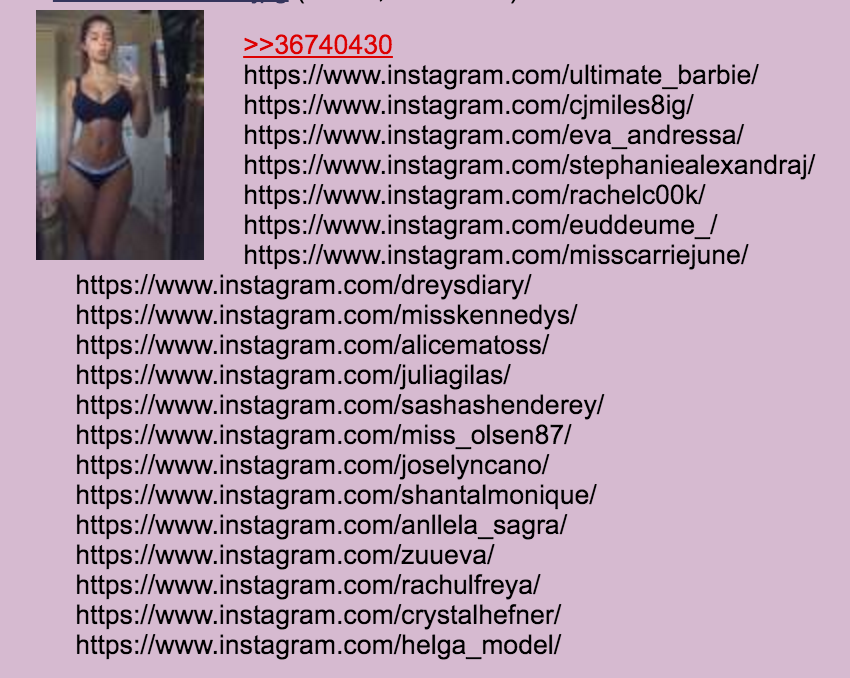 >>36740430
https://www.instagram.com/ultimate_barbie/
https://www.instagram.com/cjmiles8ig/
https://www.instagram.com/eva_andressa/
https://www.instagram.com/stephaniealexandraj/
https://www.instagram.com/rachelc00k/
https://www.instagram.com/euddeume_/
https://www.instagram.com/misscarriejune/
https://www.instagram.com/dreysdiary/
https://www.instagram.com/misskennedys/
https://www.instagram.com/alicematoss/
https://www.instagram.com/juliagilas/
https://www.instagram.com/sashashenderey/
https://www.instagram.com/miss_olsen87/
https://www.instagram.com/joselyncano/
https://www.instagram.com/shantalmonique/
https://www.instagram.com/anllela_sagra/
https://www.instagram.com/zuueva/
https://www.instagram.com/rachulfreya/
https://www.instagram.com/crystalhefner/
https://www.instagram.com/helga_model/